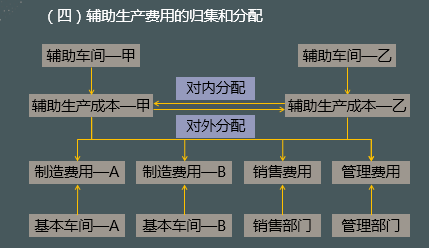 （四）辅助生产费用的归集和分配
辅助车间—甲
辅助车间—乙
对内分配
辅助生产成本—甲
辅助生产成本—乙
对外分配
制造费用—A
制造费用—B
销售费用
管理费用
基本车间—A
基本车间—B
销售部门
管理部门